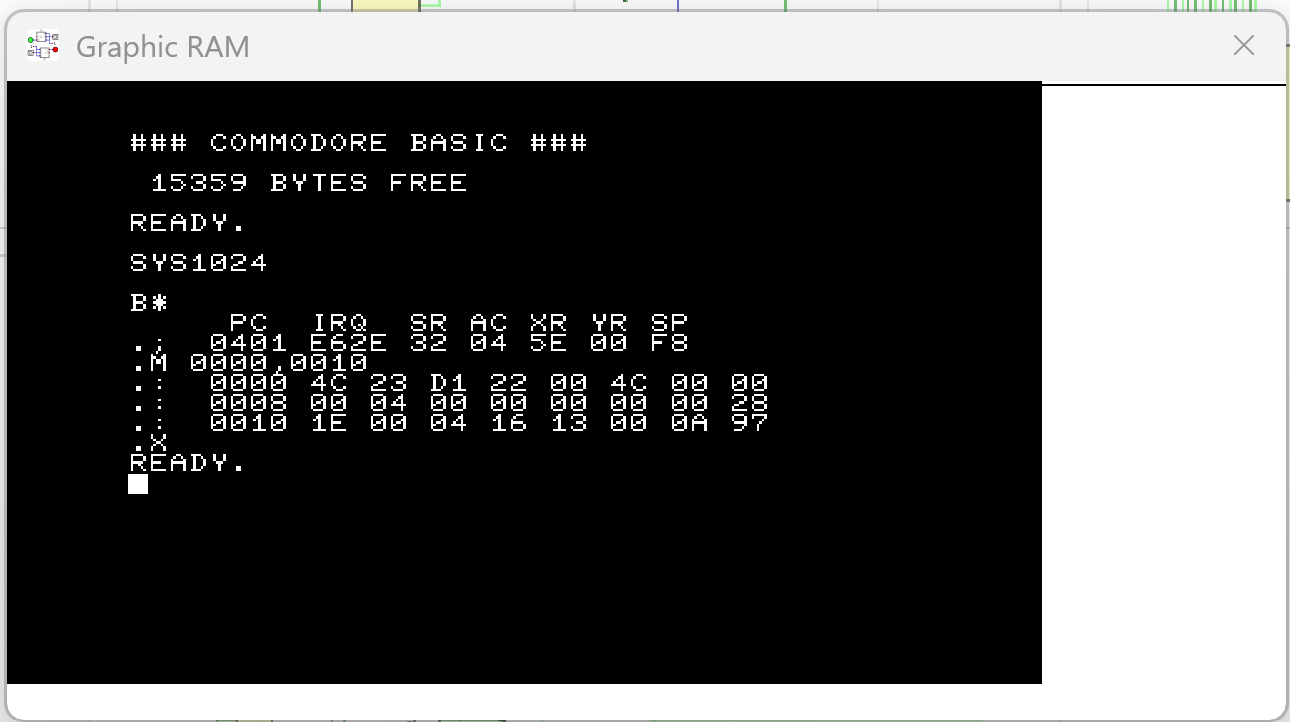 Graphic RAM
### COMMODORE BASIC ###
15359 BYTES FREE
READY.
SYS1024
B*
PC IRQ SR AC XR YR SP
.; 0401 E62E 32 04 5E 00 F8
.M 0000,0010
.: 0000 4C 23 D1 22 00 4C 00 00
.: 0008 00 04 00 00 00 00 00 28
.: 0010 1E 00 04 16 13 00 0A 97
.X
READY.